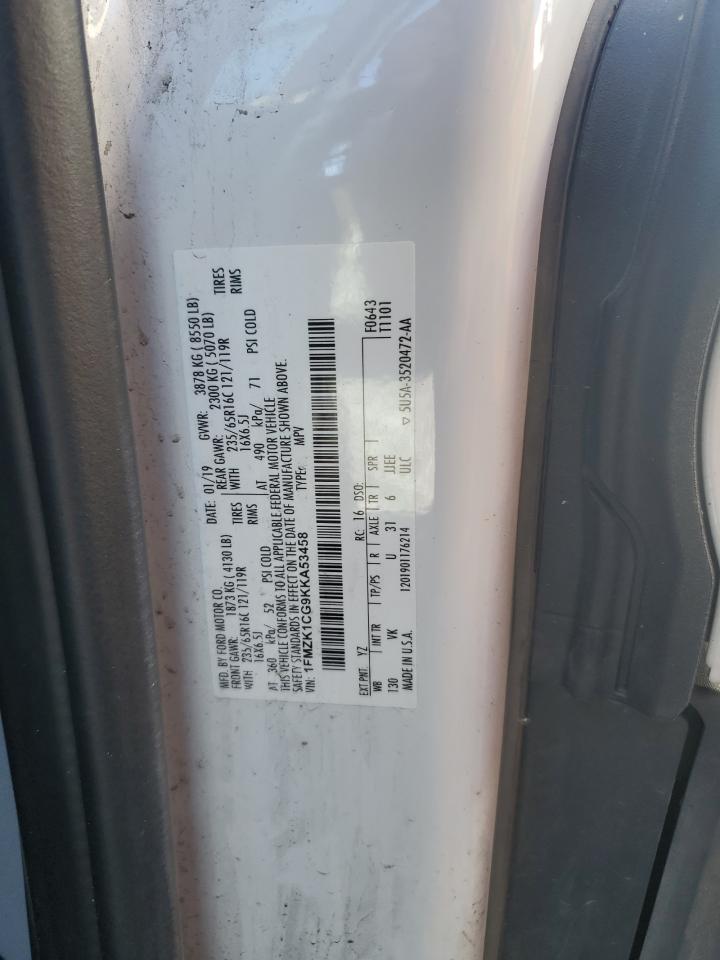 MFD. BY FORD MOTOR CO.
DATE: 01/19 GVWR: 3878 KG ( 8550 LB)
FRONT GAWR: 1873 KG ( 4130 LB) REAR GAWR: 2300 KG ( 5070 LB)
WITH 235/65R16C 121/119R TIRES WITH 235/65R16C 121/119R TIRES
16X6.5J RIMS 16X6.5J RIMS
AT 360 kPa/ 52 PSI COLD AT 490 kPa/ 71 PSI COLD
THIS VEHICLE CONFORMS TO ALL APPLICABLE FEDERAL MOTOR VEHICLE
SAFETY STANDARDS IN EFFECT ON THE DATE OF MANUFACTURE SHOWN ABOVE.
VIN: 1FMZK1CG9KKA53458 TYPE: MPV
EXT PNT: YZ RC: 16 DSO: F0643
WB INT TR TP/PS R AXLE TR SPR T1101
130 VK U 31 6 JJEE
MADE IN U.S.A. 1201901176214 ULC ▽ 5U5A-3520472-AA